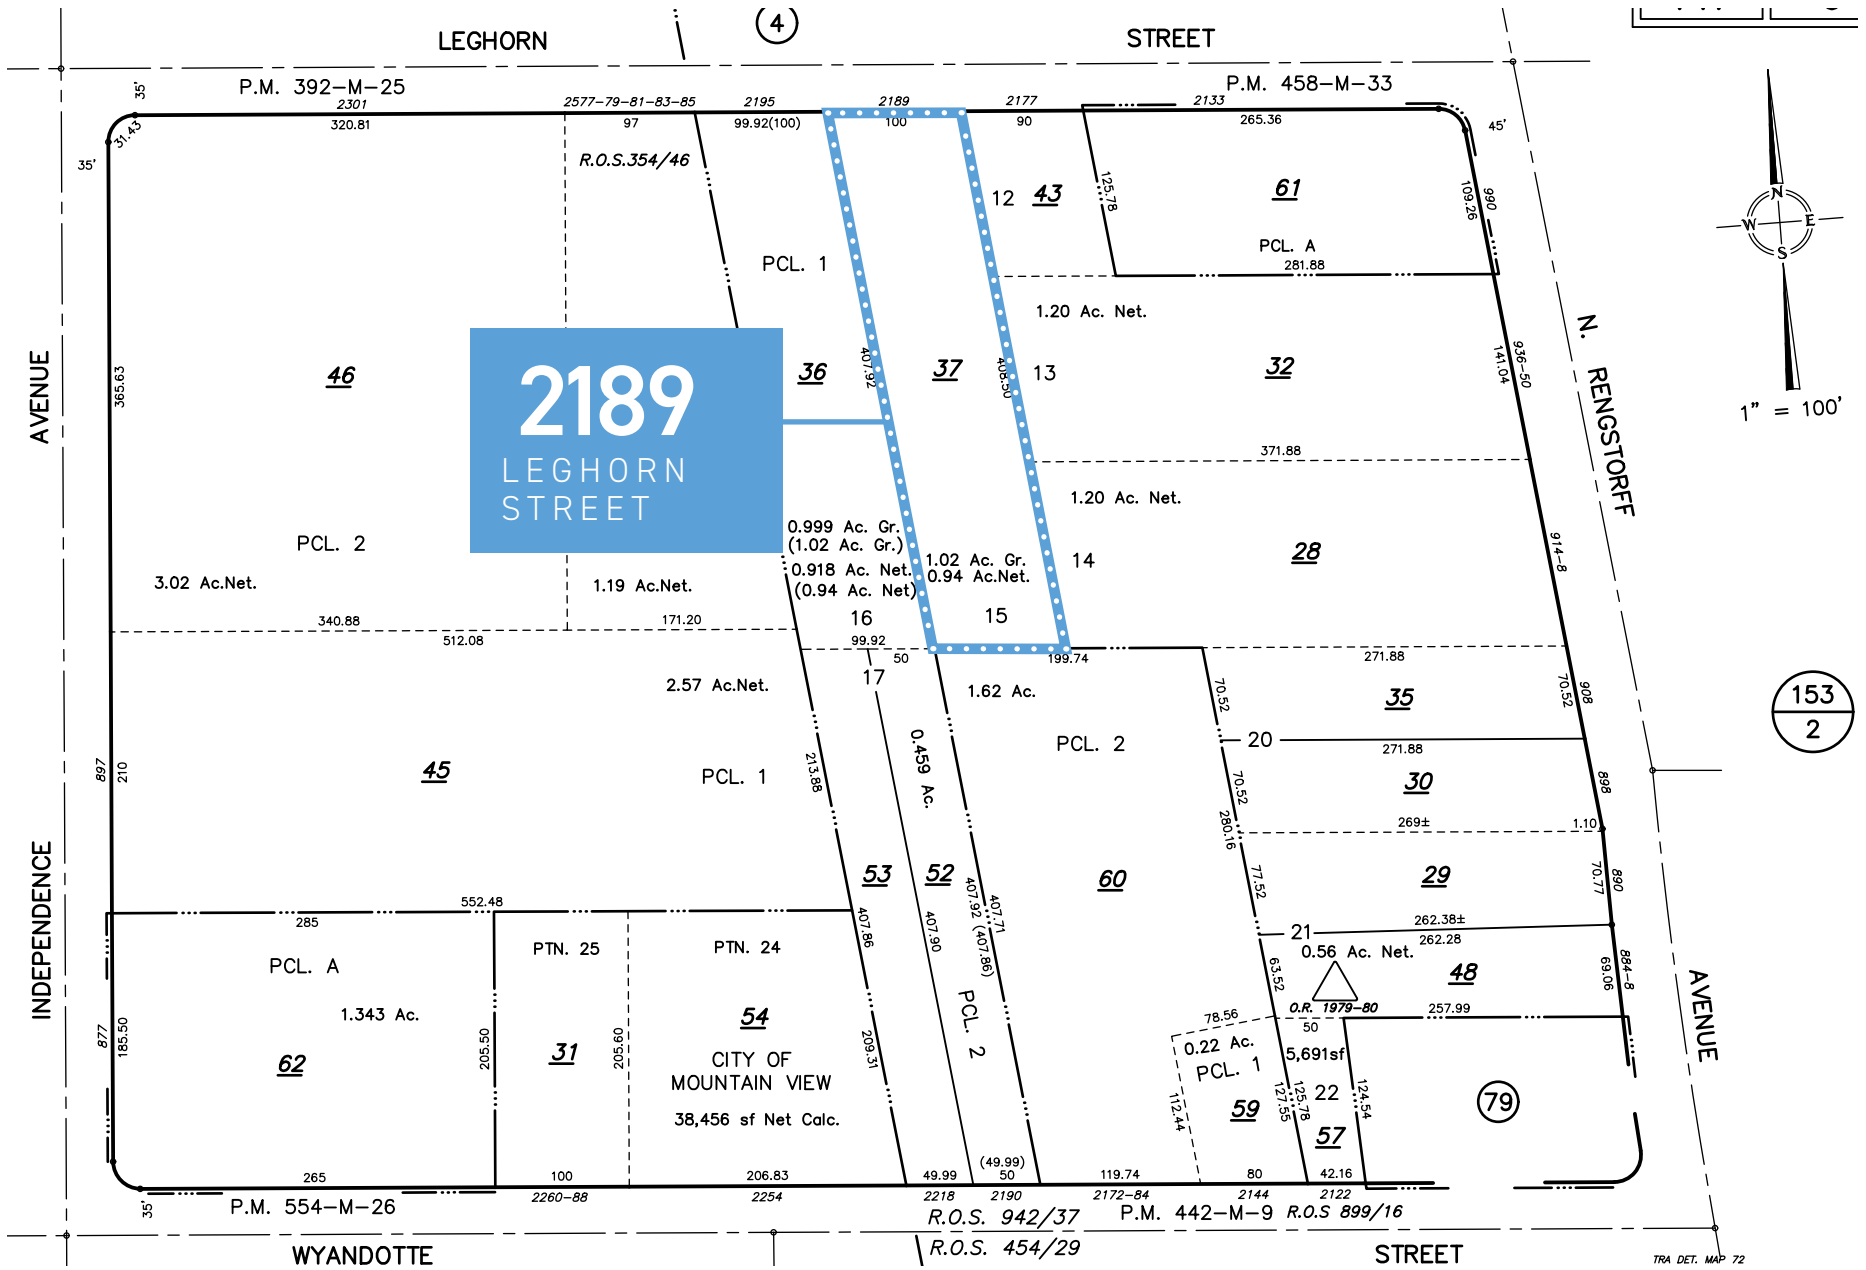 4
LEGHORN
STREET
P.M. 392-M-25
P.M. 458-M-33
35'
2301
2577-79-81-83-85
2195
2189
2177
2133
31.43
320.81
97
99.92(100)
100
90
265.36
45'
35'
R.O.S.354/46
12
43
125.78
61
109.26
990
N
W
E
S
PCL. 1
PCL. A
281.88
1.20 Ac. Net.
1" = 100'
AVENUE
365.63
46
36
407.92
37
408.50
13
32
141.04
936-50
N. RENGSTORFF
2189
LEGHORN
STREET
371.88
1.20 Ac. Net.
PCL. 2
0.999 Ac. Gr.
(1.02 Ac. Gr.)
0.918 Ac. Net.
(0.94 Ac. Net)
1.02 Ac. Gr.
0.94 Ac.Net.
14
28
914-8
3.02 Ac.Net.
1.19 Ac.Net.
16
15
340.88
512.08
171.20
99.92
50
199.74
271.88
17
2.57 Ac.Net.
1.62 Ac.
70.52
35
70.52
908
153
2
PCL. 2
20
271.88
897
210
45
PCL. 1
213.88
0.459 Ac.
70.52
30
898
280.16
269±
1.10
INDEPENDENCE
53
52
60
77.52
29
70.77
890
552.48
285
407.86
407.90
407.92 (407.86)
407.71
262.38±
21
262.28
PTN. 25
PTN. 24
0.56 Ac. Net.
PCL. A
63.52
48
69.06
884-8
AVENUE
1.343 Ac.
54
PCL. 2
O.R. 1979-80
257.99
78.56
50
877
185.50
62
205.50
31
205.60
CITY OF
MOUNTAIN VIEW
38,456 sf Net Calc.
209.31
0.22 Ac.
PCL. 1
5,691sf
112.44
59
127.55
125.78
22
124.54
57
79
265
100
206.83
49.99
(49.99)
50
119.74
80
42.16
35'
P.M. 554-M-26
2260-88
2254
2218
2190
2172-84
2144
2122
R.O.S. 942/37
P.M. 442-M-9
R.O.S 899/16
WYANDOTTE
R.O.S. 454/29
STREET
TRA DET. MAP 72